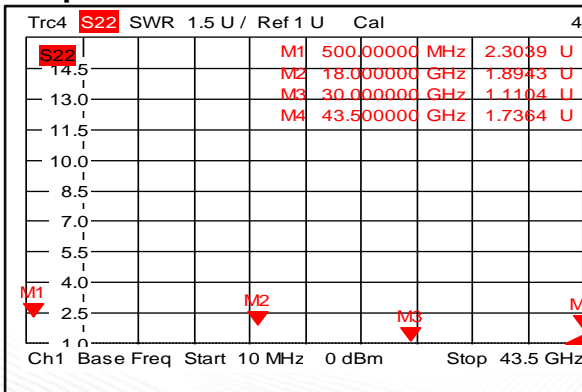 Trc4 S22 SWR 1.5 U / Ref 1 U Cal 4
S22
M1 500.00000 MHz 2.3039 U
M2 18.000000 GHz 1.8943 U
M3 30.000000 GHz 1.1104 U
M4 43.500000 GHz 1.7364 U
14.5
13.0
11.5
10.0
8.5
7.0
5.5
4.0
2.5
1.0
M1
M2
M3
M
Ch1 Base Freq Start 10 MHz 0 dBm Stop 43.5 GHz